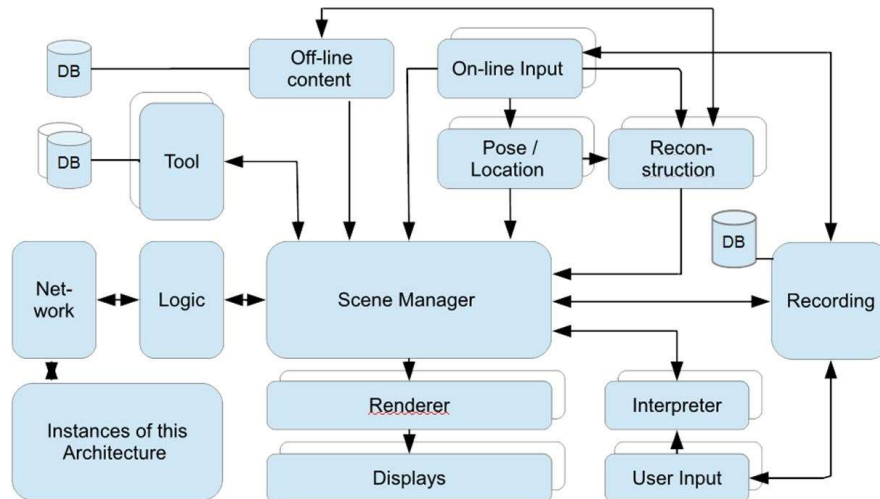 Off-line
content
On-line Input
DB
DB
Tool
Pose /
Location
Recon-
struction
DB
Net-
work
Logic
Scene Manager
Recording
Renderer
Interpreter
Instances of this
Architecture
Displays
User Input